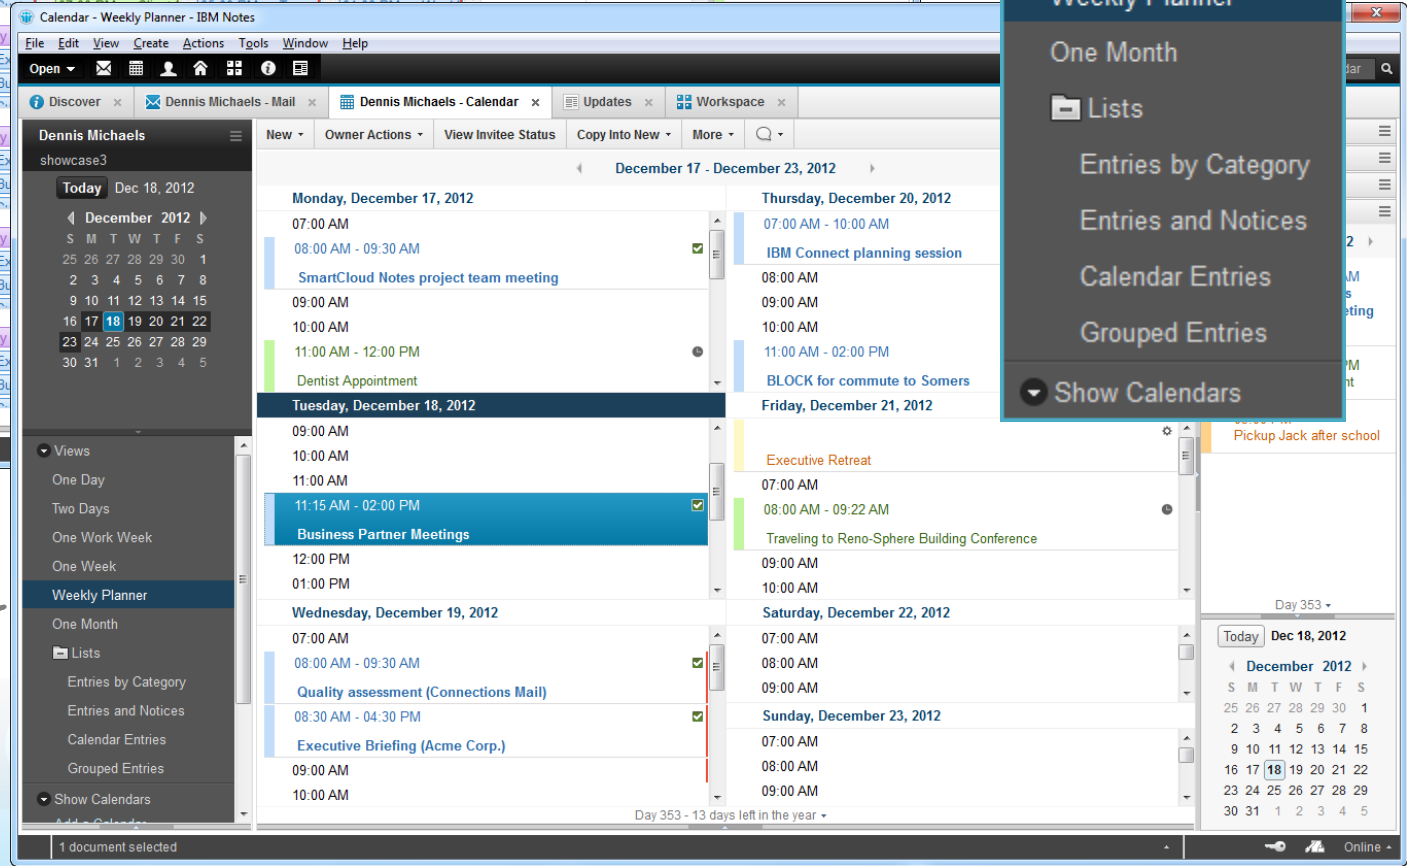 Calendar - Weekly Planner - IBM Notes
File Edit View Create Actions Tools Window Help
Open
Discover
Dennis Michaels - Mail
Dennis Michaels - Calendar
Updates
Workspace
Dennis Michaels
showcase3
Today Dec 18, 2012
December 2012
S M T W T F S
25 26 27 28 29 30 1
2 3 4 5 6 7 8
9 10 11 12 13 14 15
16 17 18 19 20 21 22
23 24 25 26 27 28 29
30 31 1 2 3 4 5
Views
One Day
Two Days
One Work Week
One Week
Weekly Planner
One Month
Lists
Entries by Category
Entries and Notices
Calendar Entries
Grouped Entries
Show Calendars
Add a Calendar
New Owner Actions View Invitee Status Copy Into New More
December 17 - December 23, 2012
Monday, December 17, 2012
07:00 AM
08:00 AM - 09:30 AM
SmartCloud Notes project team meeting
09:00 AM
10:00 AM
11:00 AM - 12:00 PM
Dentist Appointment
Tuesday, December 18, 2012
09:00 AM
10:00 AM
11:00 AM
11:15 AM - 02:00 PM
Business Partner Meetings
12:00 PM
01:00 PM
Wednesday, December 19, 2012
07:00 AM
08:00 AM - 09:30 AM
Quality assessment (Connections Mail)
08:30 AM - 04:30 PM
Executive Briefing (Acme Corp.)
09:00 AM
10:00 AM
Thursday, December 20, 2012
07:00 AM - 10:00 AM
IBM Connect planning session
08:00 AM
09:00 AM
10:00 AM
11:00 AM - 02:00 PM
BLOCK for commute to Somers
Friday, December 21, 2012
Executive Retreat
07:00 AM
08:00 AM - 09:22 AM
Traveling to Reno-Sphere Building Conference
09:00 AM
10:00 AM
Saturday, December 22, 2012
07:00 AM
08:00 AM
09:00 AM
Sunday, December 23, 2012
07:00 AM
08:00 AM
09:00 AM
Day 353 - 13 days left in the year
Weekly Planner
One Month
Lists
Entries by Category
Entries and Notices
Calendar Entries
Grouped Entries
Show Calendars
Pickup Jack after school
Day 353
Today Dec 18, 2012
December 2012
S M T W T F S
25 26 27 28 29 30 1
2 3 4 5 6 7 8
9 10 11 12 13 14 15
16 17 18 19 20 21 22
23 24 25 26 27 28 29
30 31 1 2 3 4 5
1 document selected
Online